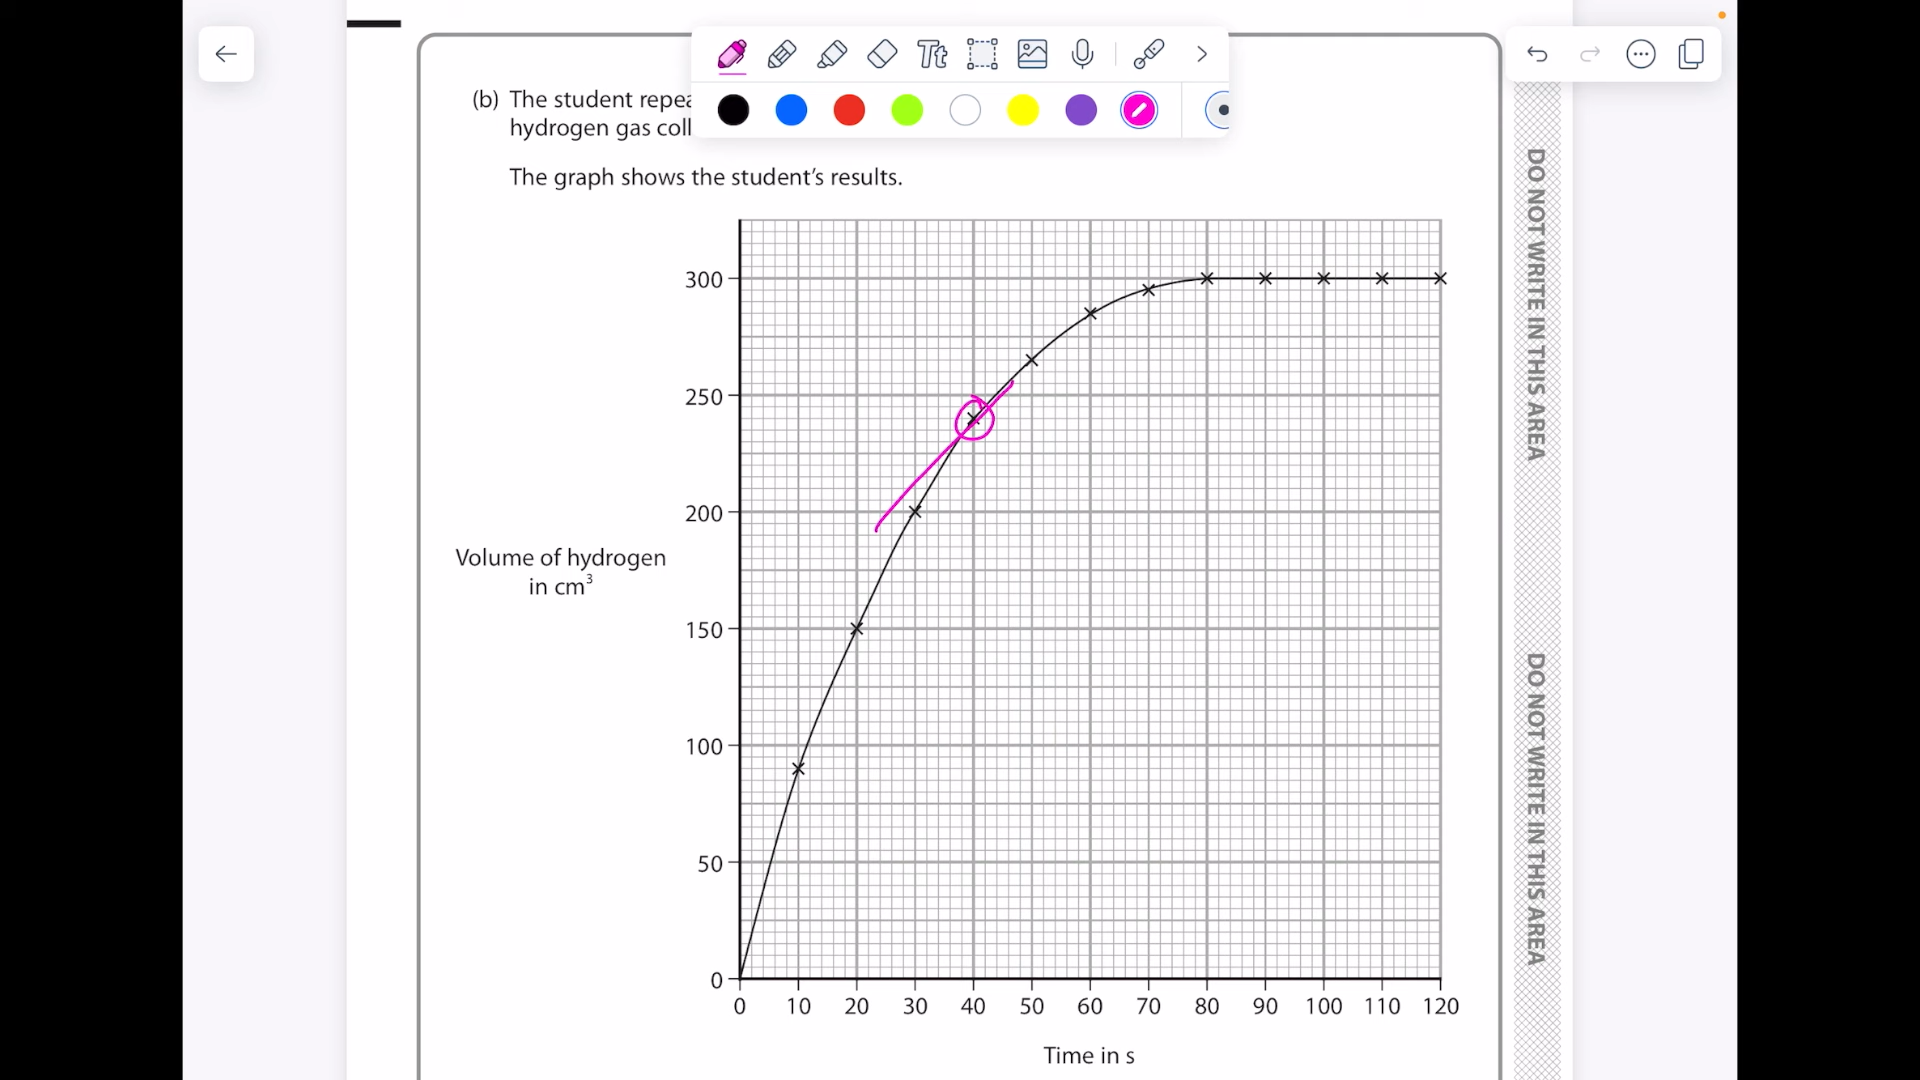 Tt
(b) The student repea
hydrogen gas coll
The graph shows the student’s results.
300
250
200
150
100
50
0
Volume of hydrogen
in cm³
0 10 20 30 40 50 60 70 80 90 100 110 120
Time in s
DO NOT WRITE IN THIS AREA
DO NOT WRITE IN THIS AREA